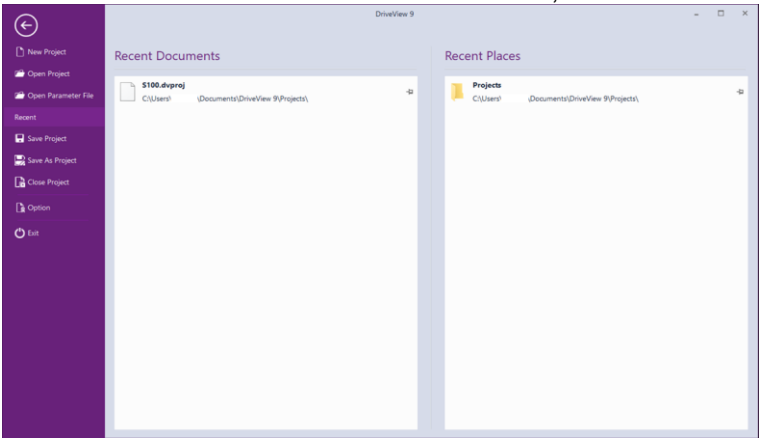 DriveView 9
New Project
Open Project
Open Parameter File
Recent
Save Project
Save As Project
Close Project
Option
Exit
Recent Documents
S100.dvproj
C:\Users\ \Documents\DriveView 9\Projects\
Recent Places
Projects
C:\Users\ \Documents\DriveView 9\Projects\